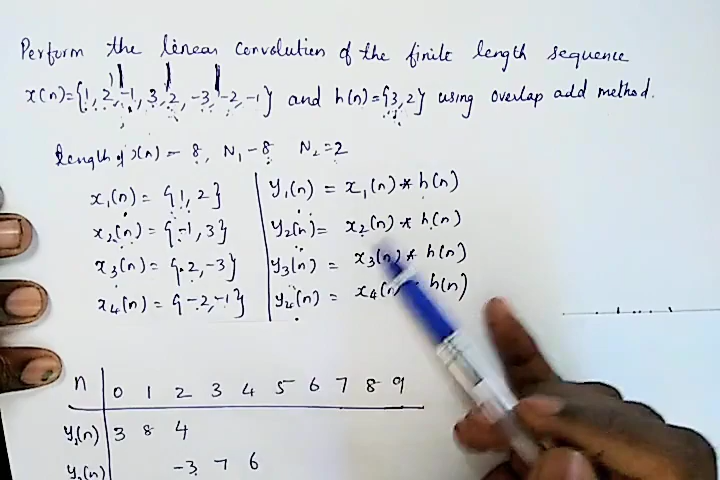 Perform the linear convolution of the finite length sequence
x(n)={1, 2, -1, 3, 2, -3, -2, -1} and h(n)={3, 2} using overlap add method.
Length of x(n) - 8, N₁ - 8 N₂ = 2
x₁(n) = {1, 2} y₁(n) = x₁(n) * h(n)
x₂(n) = {-1, 3} y₂(n) = x₂(n) * h(n)
x₃(n) = {2, -3} y₃(n) = x₃(n) * h(n)
x₄(n) = {-2, -1} y₄(n) = x₄(n) h(n)
n 0 1 2 3 4 5 6 7 8 9
y₁(n) 3 8 4
y₂(n) -3 7 6